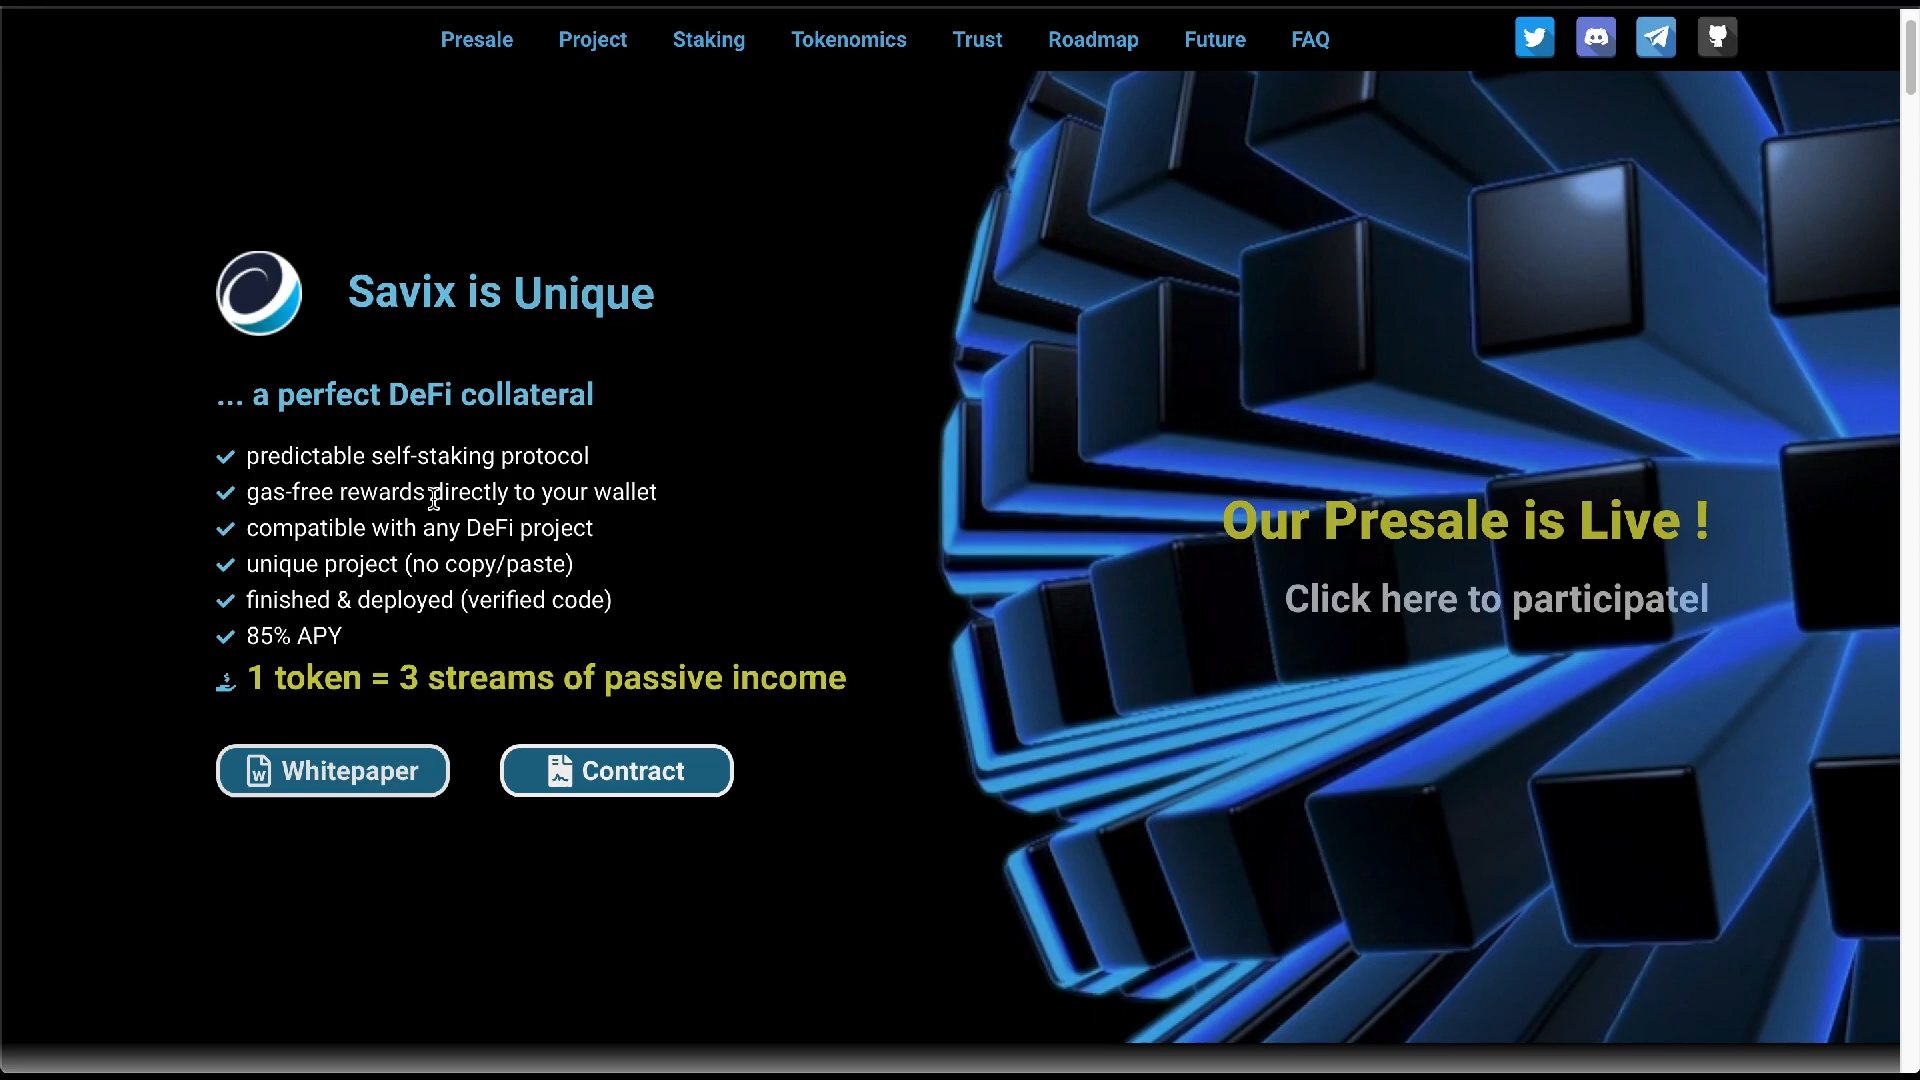 Presale Project Staking Tokenomics Trust Roadmap Future FAQ
Savix is Unique
... a perfect DeFi collateral
predictable self-staking protocol
gas-free rewards directly to your wallet
compatible with any DeFi project
unique project (no copy/paste)
finished & deployed (verified code)
85% APY
1 token = 3 streams of passive income
Whitepaper Contract
Our Presale is Live !
Click here to participate!